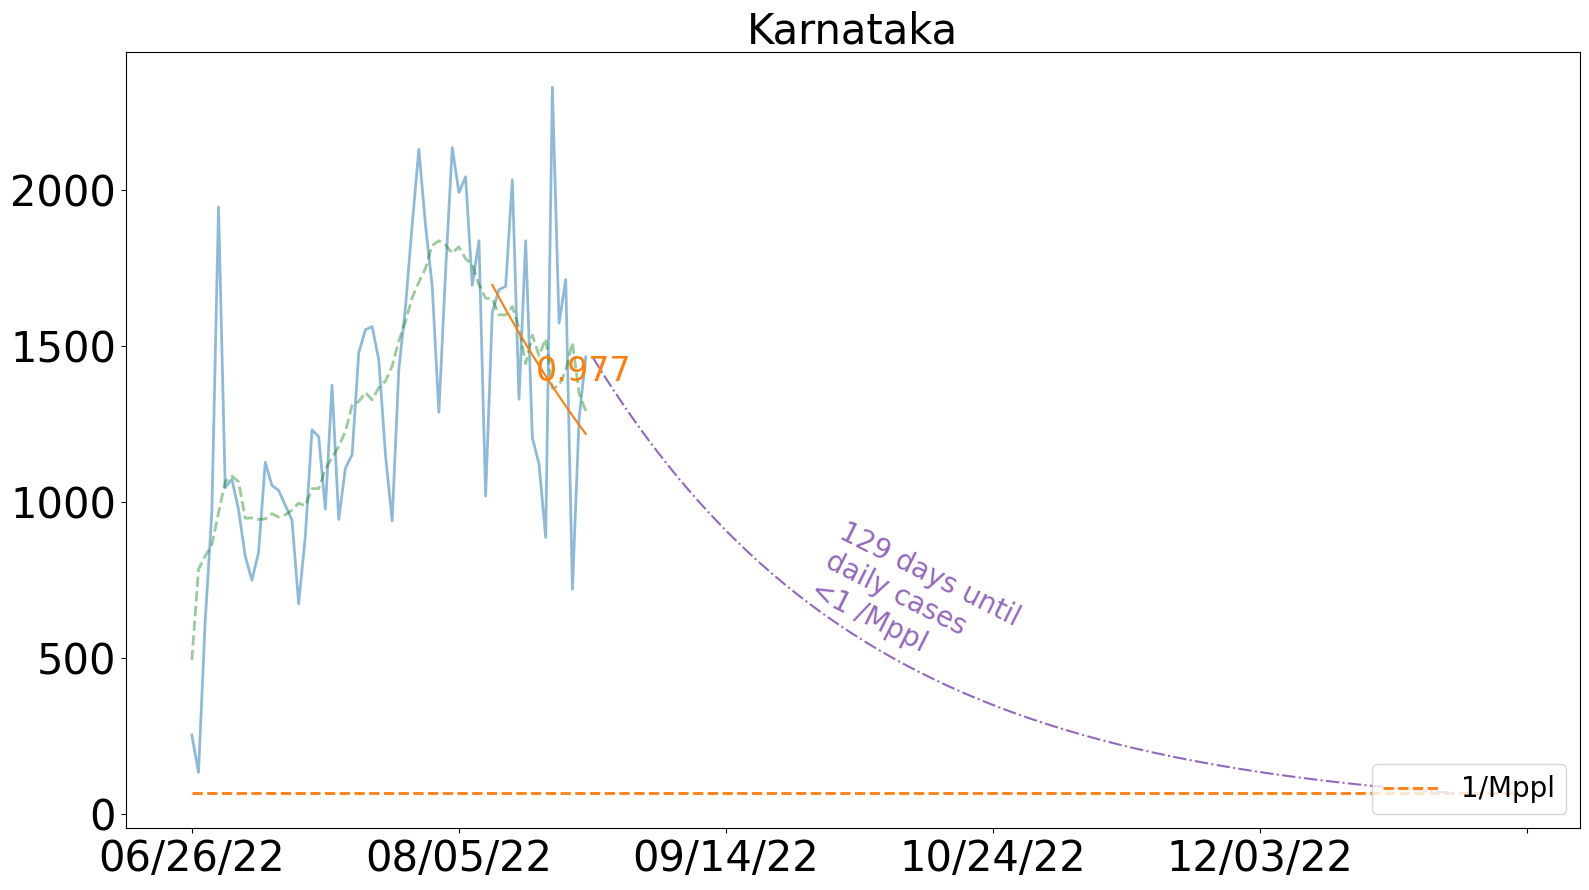 Karnataka
2000
1500
1000
500
0
0.977
129 days until
daily cases
<1 /Mppl
1/Mppl
06/26/22
08/05/22
09/14/22
10/24/22
12/03/22